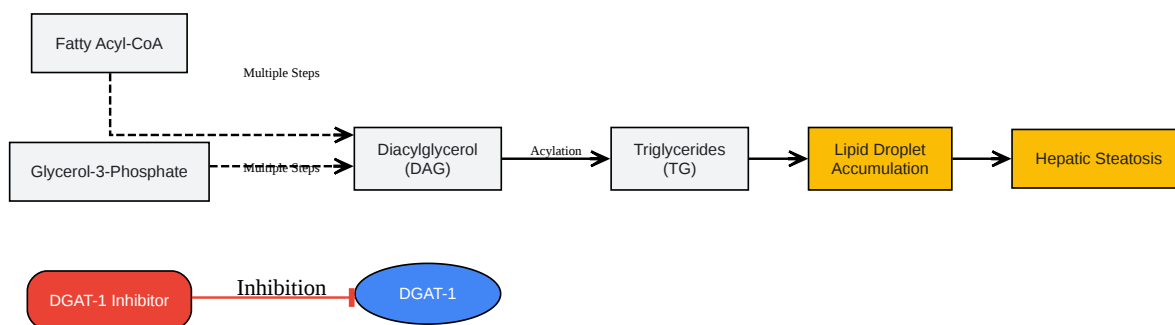 Fatty Acyl-CoA
Multiple Steps
Glycerol-3-Phosphate
Multiple Steps
Diacylglycerol
(DAG)
Acylation
Triglycerides
(TG)
Lipid Droplet
Accumulation
Hepatic Steatosis
DGAT-1 Inhibitor
Inhibition
DGAT-1